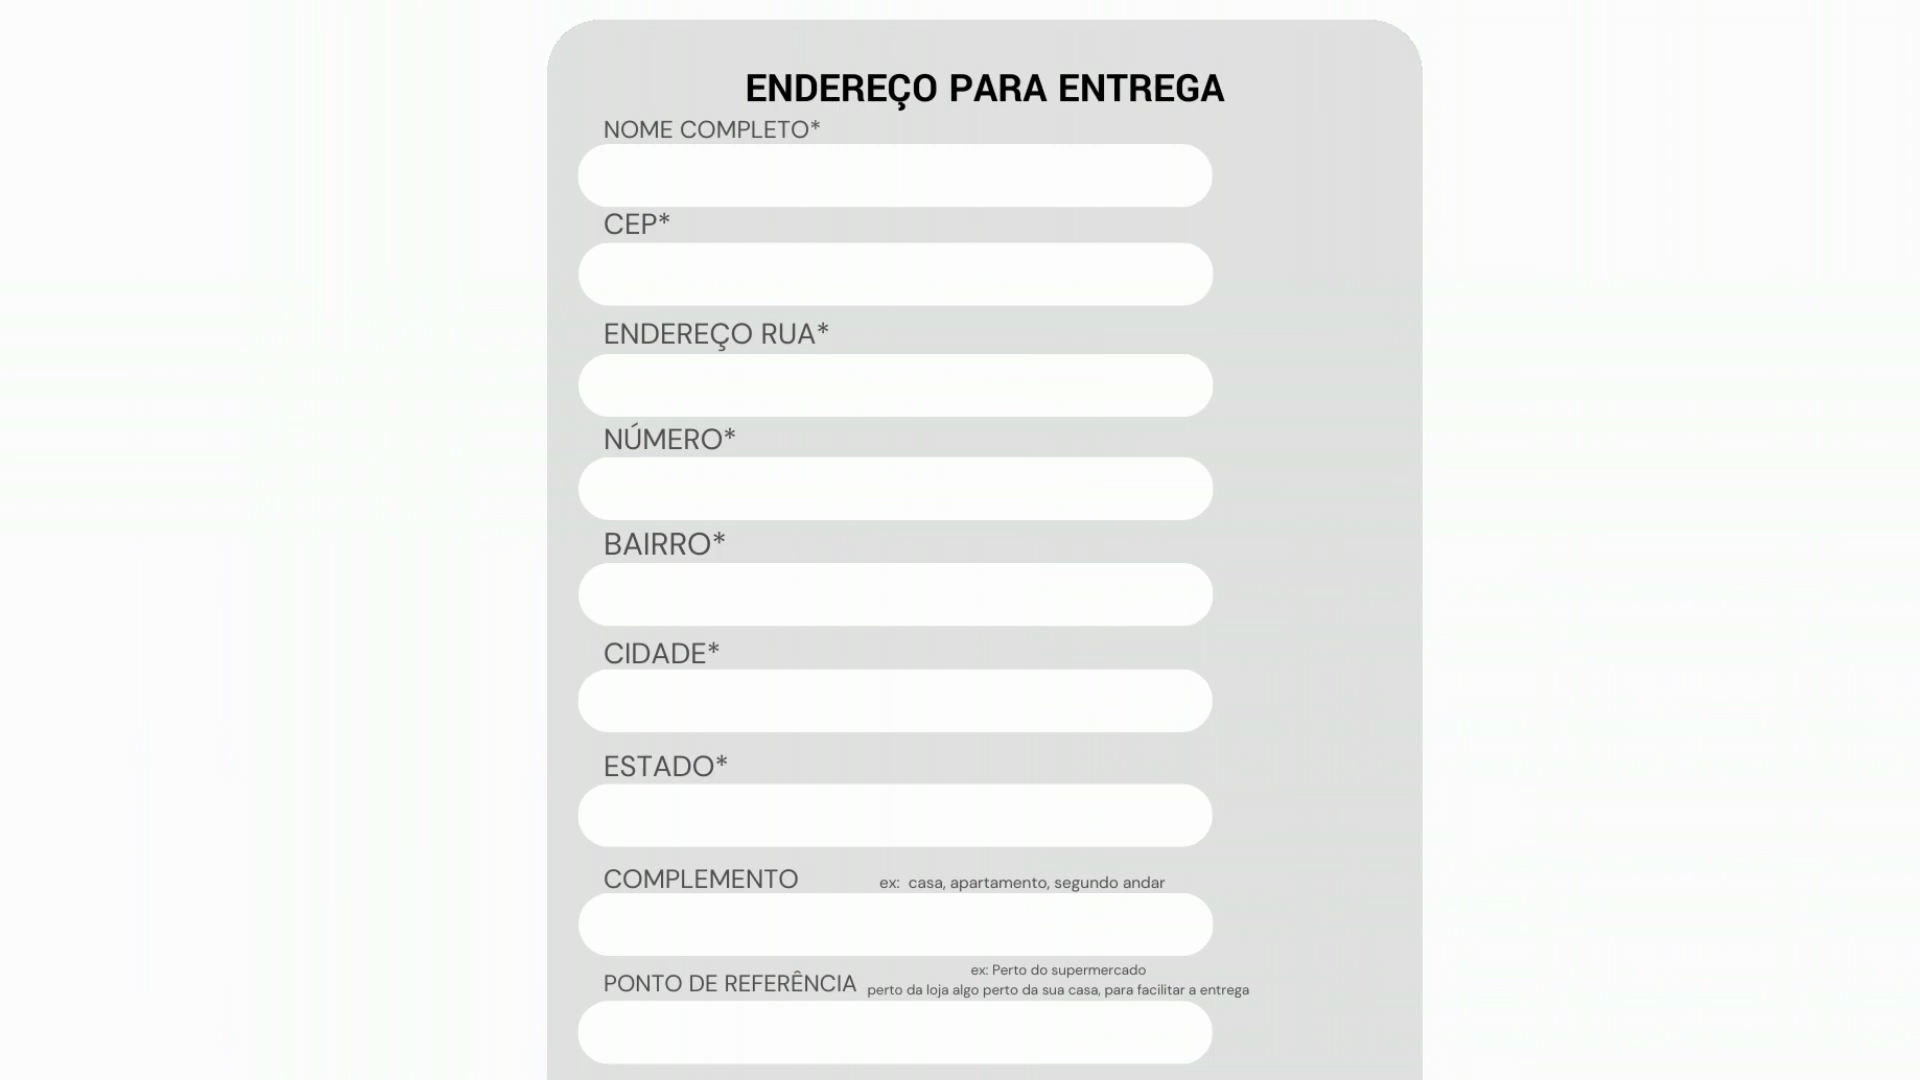 ENDEREÇO PARA ENTREGA
NOME COMPLETO*
CEP*
ENDEREÇO RUA*
NÚMERO*
BAIRRO*
CIDADE*
ESTADO*
COMPLEMENTO ex: casa, apartamento, segundo andar
ex: Perto do supermercado
PONTO DE REFERÊNCIA perto da loja algo perto da sua casa, para facilitar a entrega